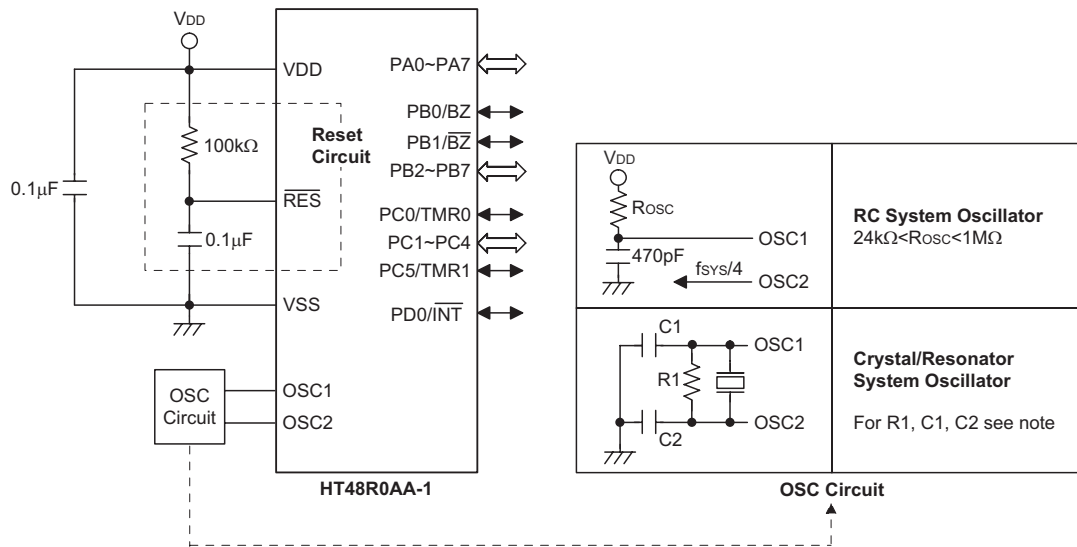 VDD
VDD
100kΩ
Reset
Circuit
0.1μF
RES
0.1μF
VSS
OSC
Circuit
OSC1
OSC2
PA0~PA7
PB0/BZ
PB1/BZ
PB2~PB7
PC0/TMR0
PC1~PC4
PC5/TMR1
PD0/INT
HT48R0AA-1
VDD
ROSC
OSC1
470pF
fSYS/4
OSC2
RC System Oscillator
24kΩ<ROSC<1MΩ
C1
OSC1
R1
OSC2
C2
Crystal/Resonator
System Oscillator
For R1, C1, C2 see note
OSC Circuit